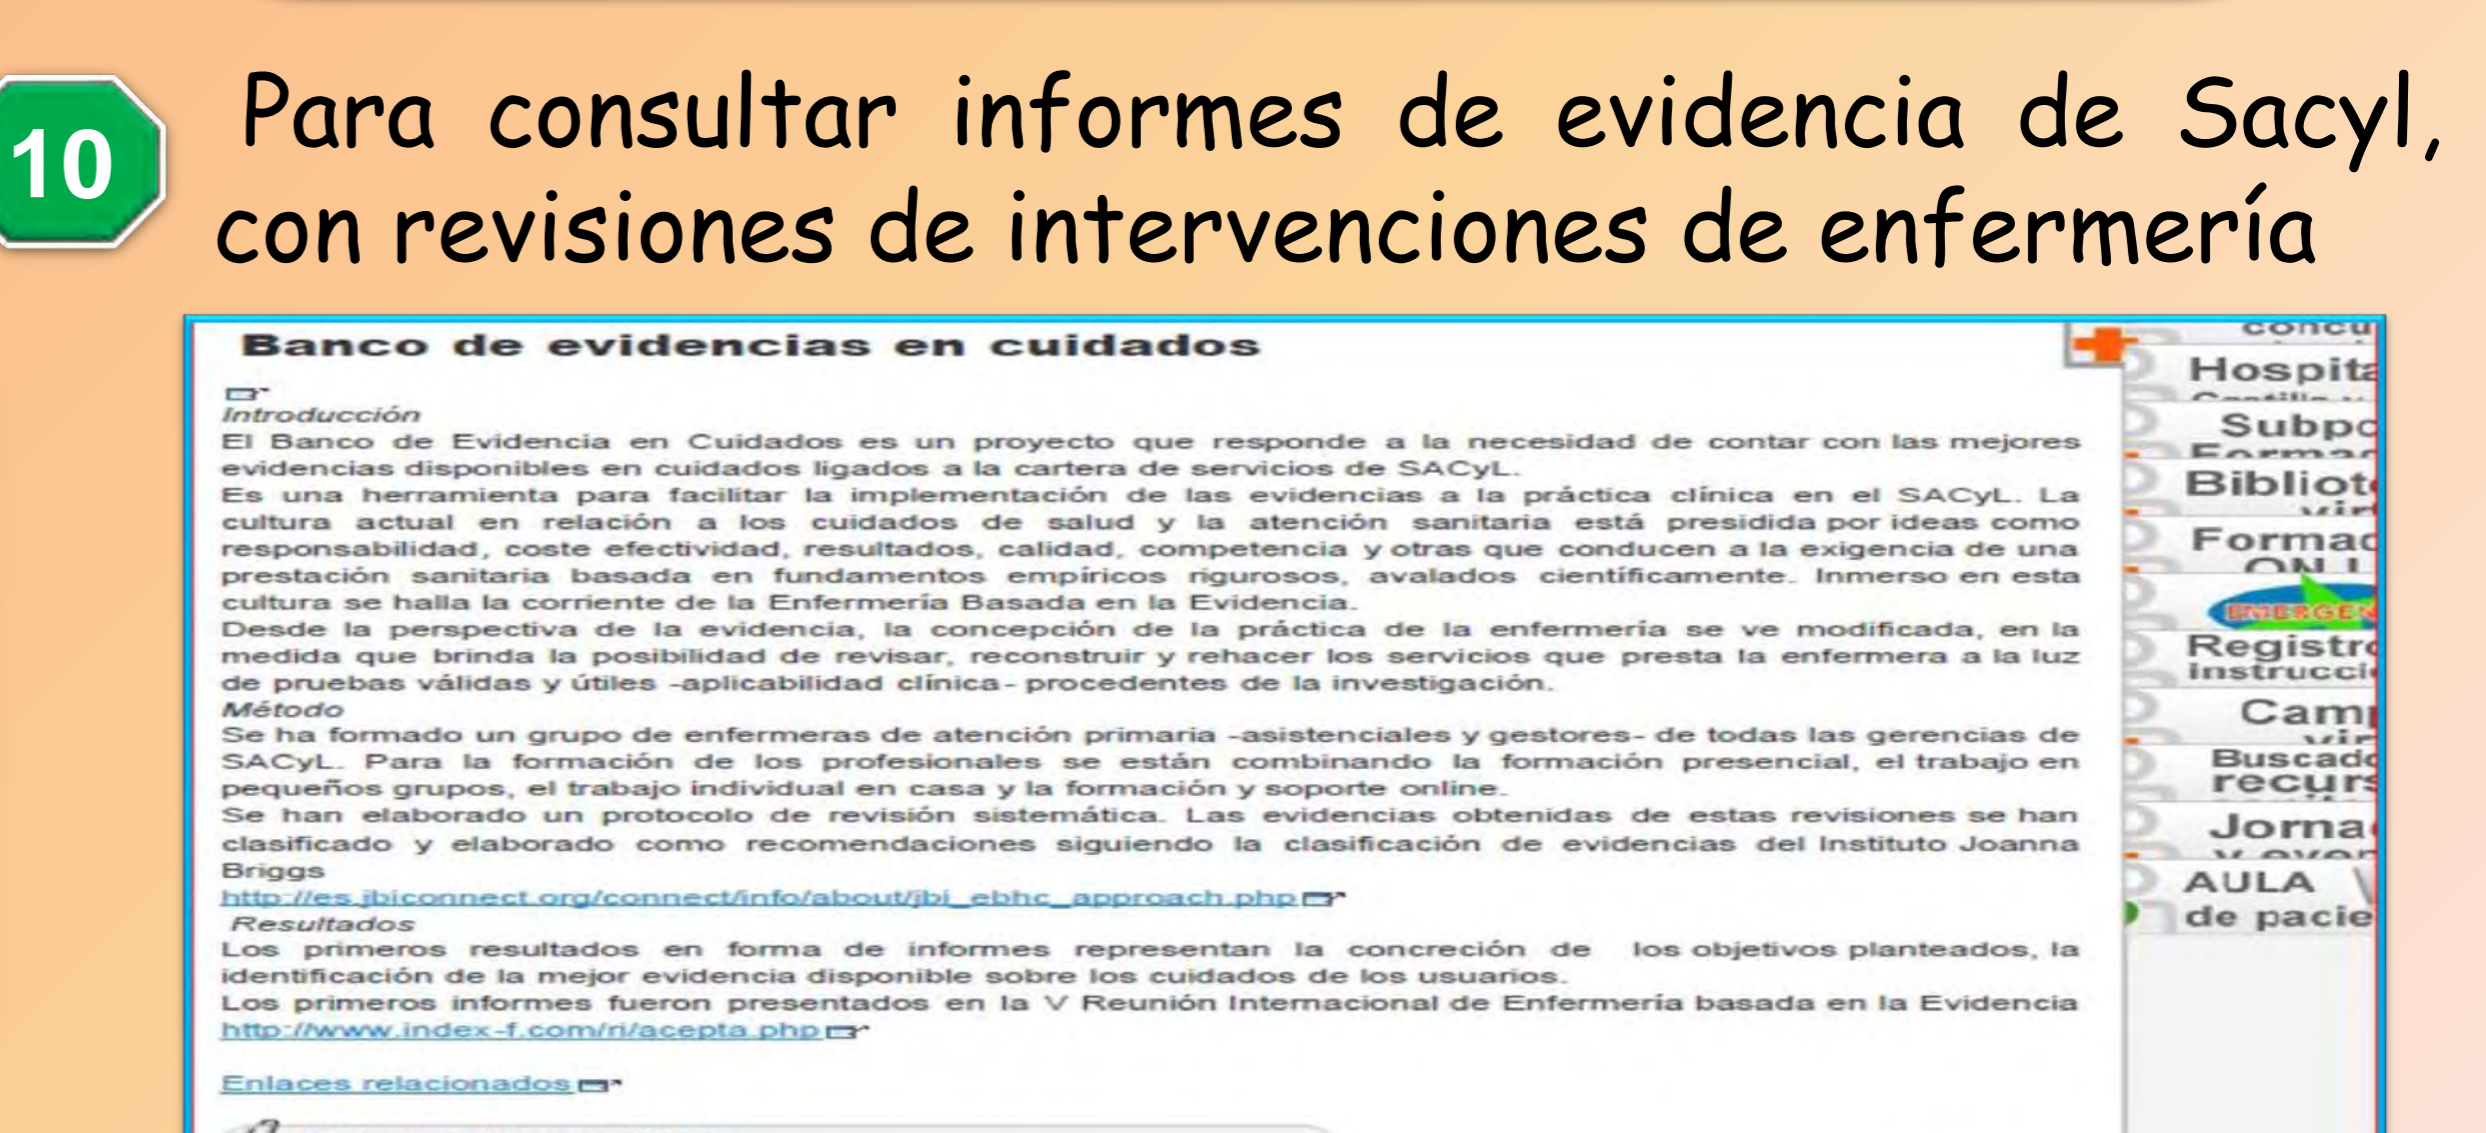 10
Para consultar informes de evidencia de Sacyl,
con revisiones de intervenciones de enfermería
Banco de evidencias en cuidados
Introducción
El Banco de Evidencia en Cuidados es un proyecto que responde a la necesidad de contar con las mejores
evidencias disponibles en cuidados ligados a la cartera de servicios de SACyL.
Es una herramienta para facilitar la implementación de las evidencias a la práctica clínica en el SACyL. La
cultura actual en relación a los cuidados de salud y la atención sanitaria está presidida por ideas como
responsabilidad, coste efectividad, resultados, calidad, competencia y otras que conducen a la exigencia de una
prestación sanitaria basada en fundamentos empíricos rigurosos, avalados científicamente. Inmerso en esta
cultura se halla la corriente de la Enfermería Basada en la Evidencia.
Desde la perspectiva de la evidencia, la concepción de la práctica de la enfermería se ve modificada, en la
medida que brinda la posibilidad de revisar, reconstruir y rehacer los servicios que presta la enfermera a la luz
de pruebas válidas y útiles -aplicabilidad clínica- procedentes de la investigación.
Método
Se ha formado un grupo de enfermeras de atención primaria -asistenciales y gestores- de todas las gerencias de
SACyL. Para la formación de los profesionales se están combinando la formación presencial, el trabajo en
pequeños grupos, el trabajo individual en casa y la formación y soporte online.
Se han elaborado un protocolo de revisión sistemática. Las evidencias obtenidas de estas revisiones se han
clasificado y elaborado como recomendaciones siguiendo la clasificación de evidencias del Instituto Joanna
Briggs
http://es.jbiconnect.org/connect/info/about/jbi_ebhc_approach.php
Resultados
Los primeros resultados en forma de informes representan la concreción de los objetivos planteados, la
identificación de la mejor evidencia disponible sobre los cuidados de los usuarios.
Los primeros informes fueron presentados en la V Reunión Internacional de Enfermería basada en la Evidencia
http://www.index-f.com/ri/acepta.php
Enlaces relacionados
concu
Hospita
Subpo
Formac
Bibliot
Formac
ON L
EMERGEN
Registro
instrucci
Camp
Buscado
recurs
Jorna
AULA
de pacie